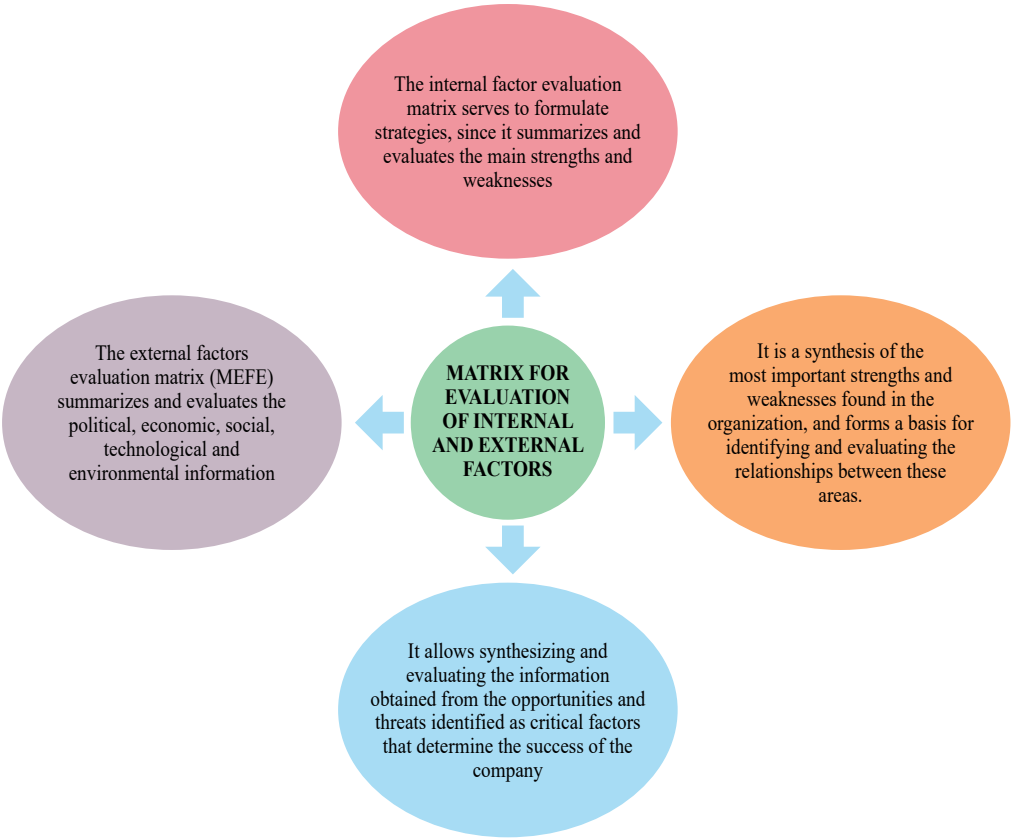 The internal factor evaluation
matrix serves to formulate
strategies, since it summarizes and
evaluates the main strengths and
weaknesses
The external factors
evaluation matrix (MEFE)
summarizes and evaluates the
political, economic, social,
technological and
environmental information
MATRIX FOR
EVALUATION
OF INTERNAL
AND EXTERNAL
FACTORS
It is a synthesis of the
most important strengths and
weaknesses found in the
organization, and forms a basis for
identifying and evaluating the
relationships between these
areas.
It allows synthesizing and
evaluating the information
obtained from the opportunities and
threats identified as critical factors
that determine the success of the
company